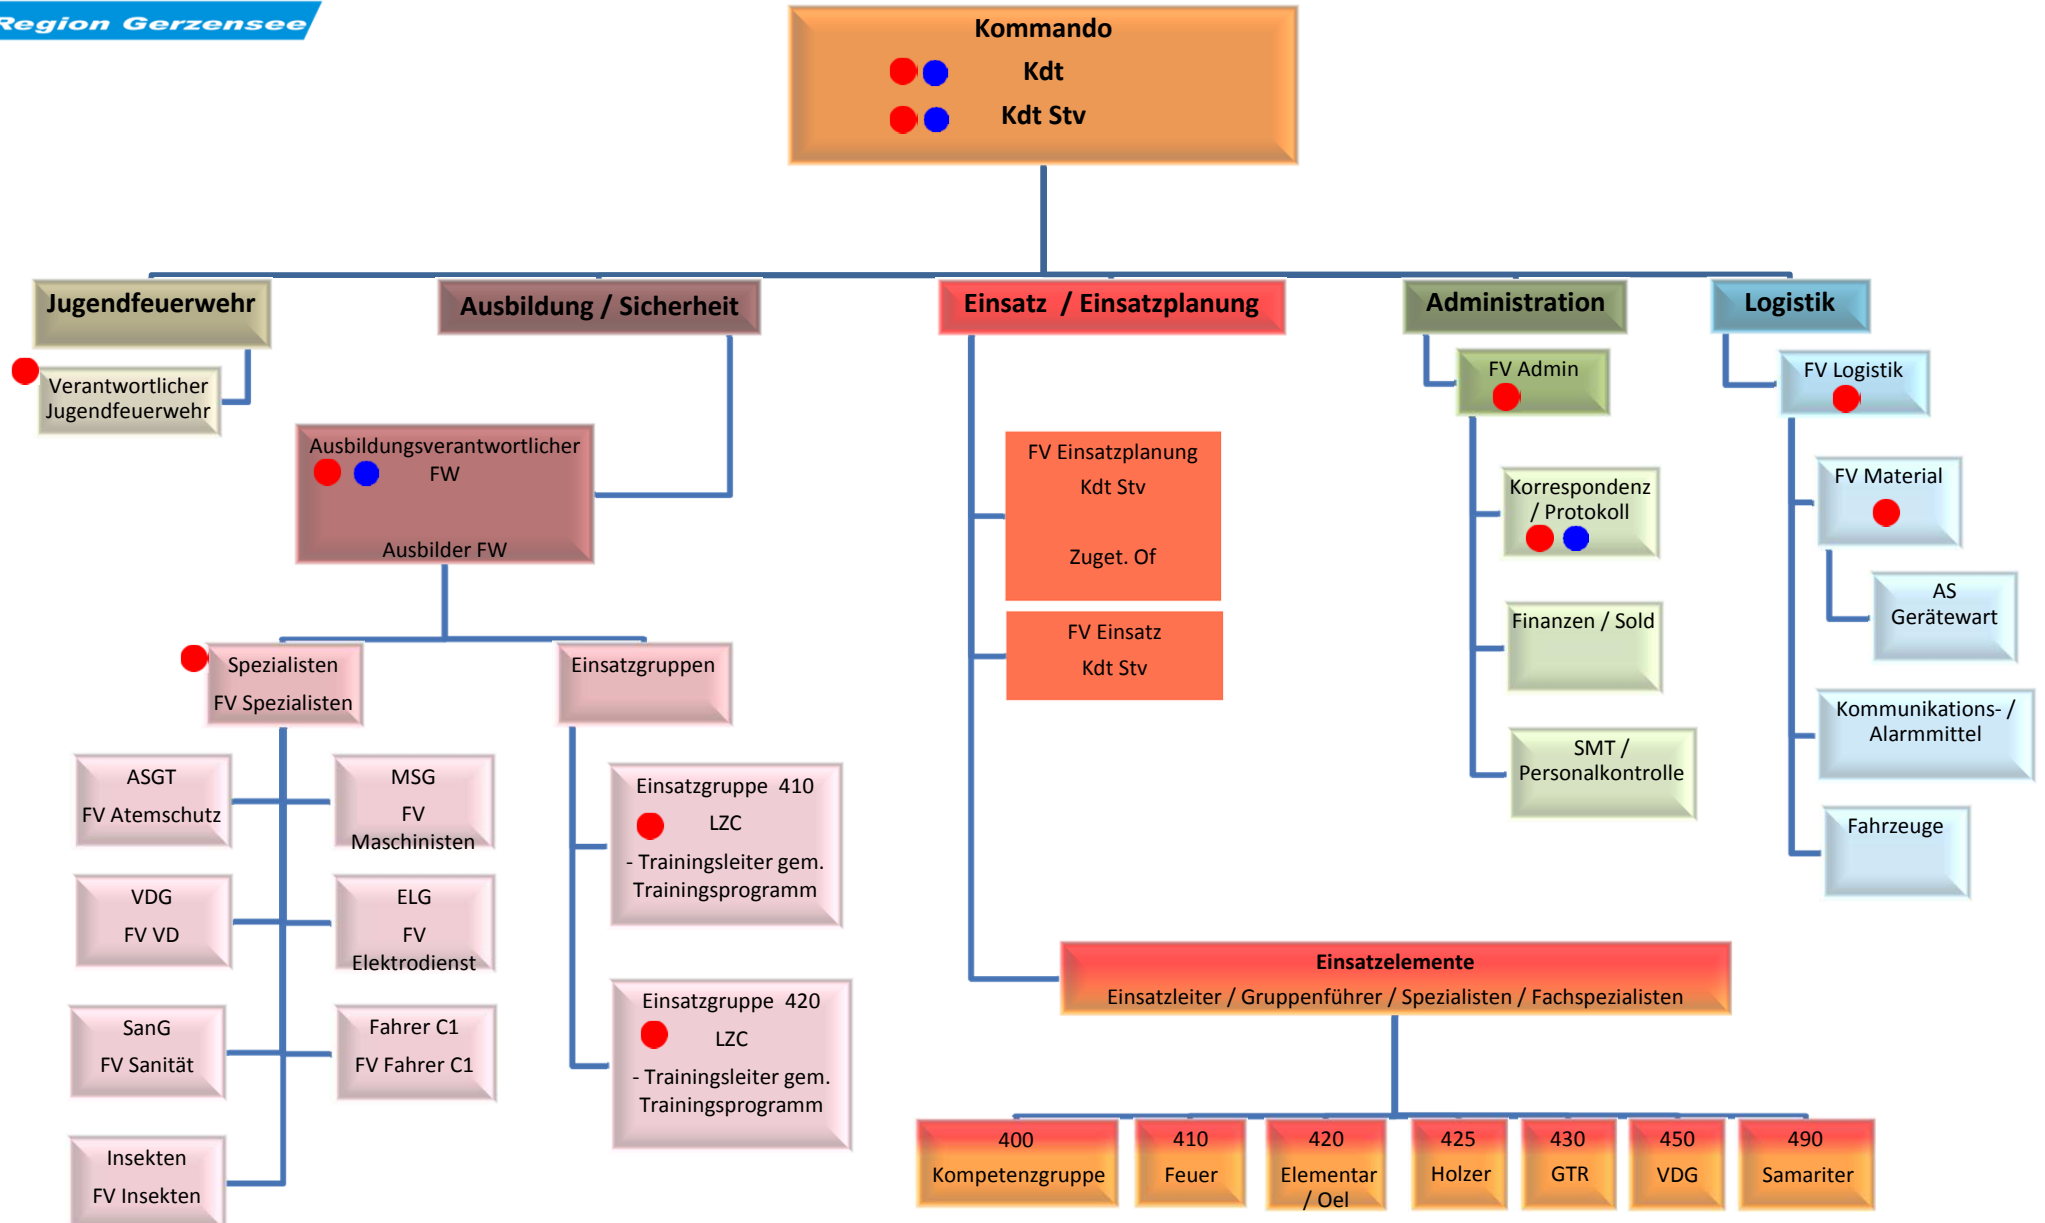 Region Gerzensee
Kommando
Kdt
Kdt Stv
Jugendfeuerwehr
Verantwortlicher
Jugendfeuerwehr
Ausbildung / Sicherheit
Ausbildungsverantwortlicher
FW
Ausbilder FW
Spezialisten
FV Spezialisten
ASGT
FV Atemschutz
MSG
FV
Maschinisten
VDG
FV VD
ELG
FV
Elektrodienst
SanG
FV Sanität
Fahrer C1
FV Fahrer C1
Insekten
FV Insekten
Einsatzgruppen
Einsatzgruppe 410
LZC
- Trainingsleiter gem.
Trainingsprogramm
Einsatzgruppe 420
LZC
- Trainingsleiter gem.
Trainingsprogramm
Einsatz / Einsatzplanung
FV Einsatzplanung
Kdt Stv
Zuget. Of
FV Einsatz
Kdt Stv
Einsatzelemente
Einsatzleiter / Gruppenführer / Spezialisten / Fachspezialisten
400
Kompetenzgruppe
410
Feuer
420
Elementar
/ Oel
425
Holzer
430
GTR
450
VDG
490
Samariter
Administration
FV Admin
Korrespondenz
/ Protokoll
Finanzen / Sold
SMT /
Personalkontrolle
Logistik
FV Logistik
FV Material
AS
Gerätewart
Kommunikations- /
Alarmmittel
Fahrzeuge